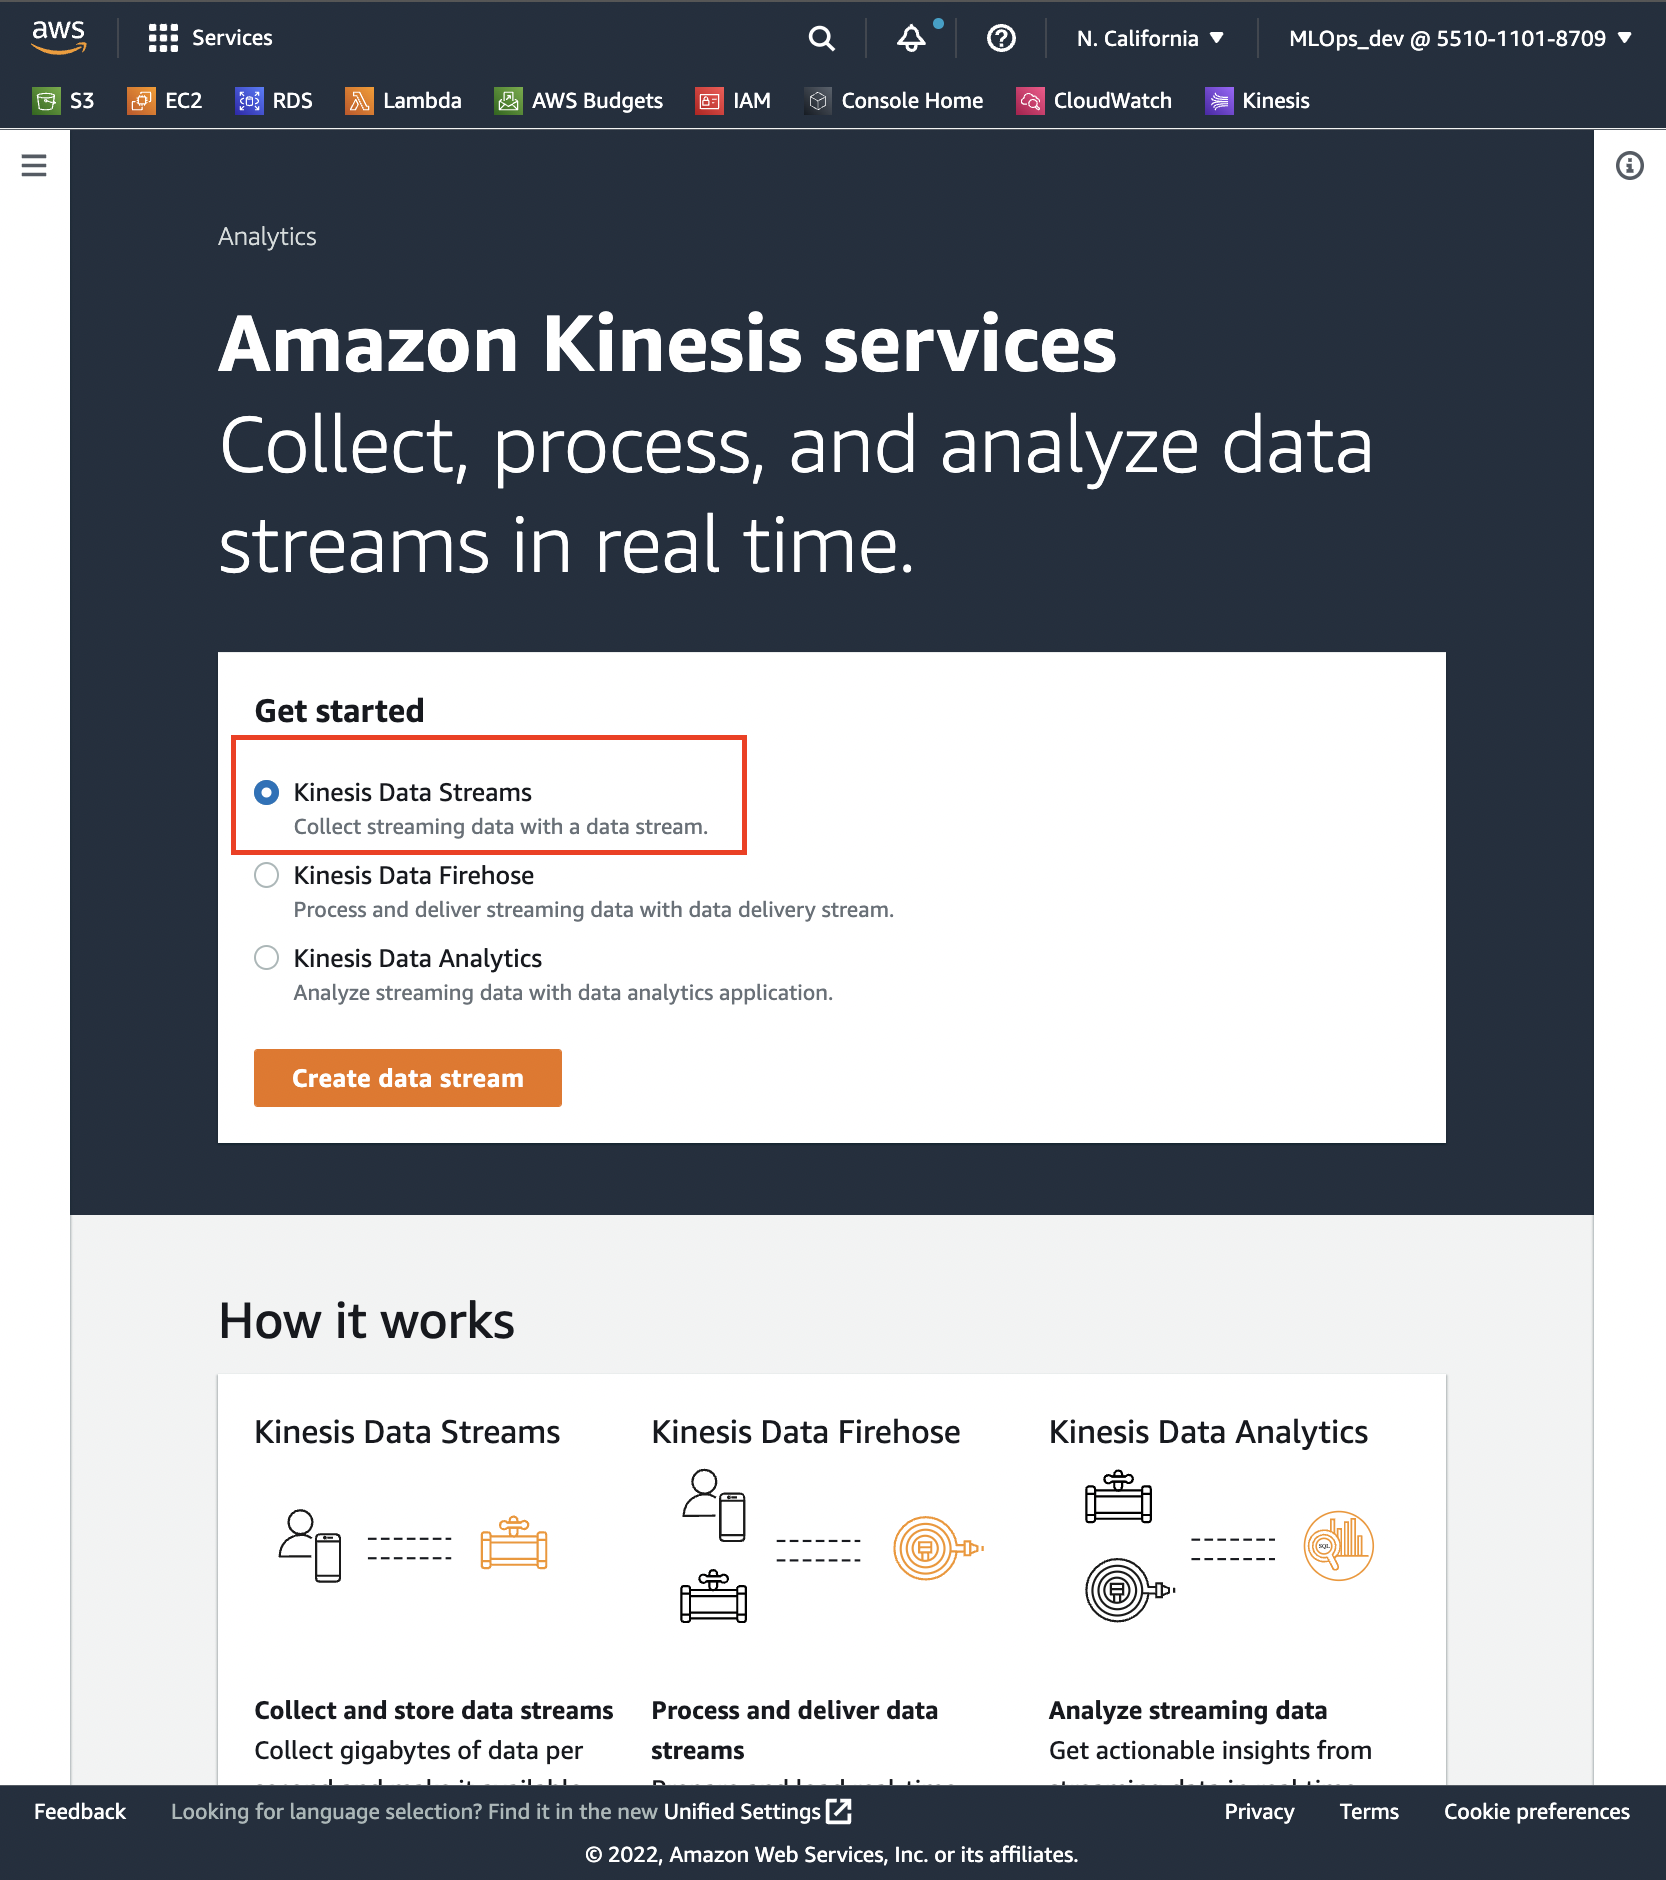 aws
Services
N. California
MLOps_dev @ 5510-1101-8709
S3
EC2
RDS
Lambda
AWS Budgets
IAM
Console Home
CloudWatch
Kinesis
Analytics
Amazon Kinesis services
Collect, process, and analyze data
streams in real time.
Get started
Kinesis Data Streams
Collect streaming data with a data stream.
Kinesis Data Firehose
Process and deliver streaming data with data delivery stream.
Kinesis Data Analytics
Analyze streaming data with data analytics application.
Create data stream
How it works
Kinesis Data Streams
Kinesis Data Firehose
Kinesis Data Analytics
SQL
Collect and store data streams
Collect gigabytes of data per
Process and deliver data
streams
Analyze streaming data
Get actionable insights from
Feedback
Looking for language selection? Find it in the new Unified Settings
Privacy
Terms
Cookie preferences
© 2022, Amazon Web Services, Inc. or its affiliates.